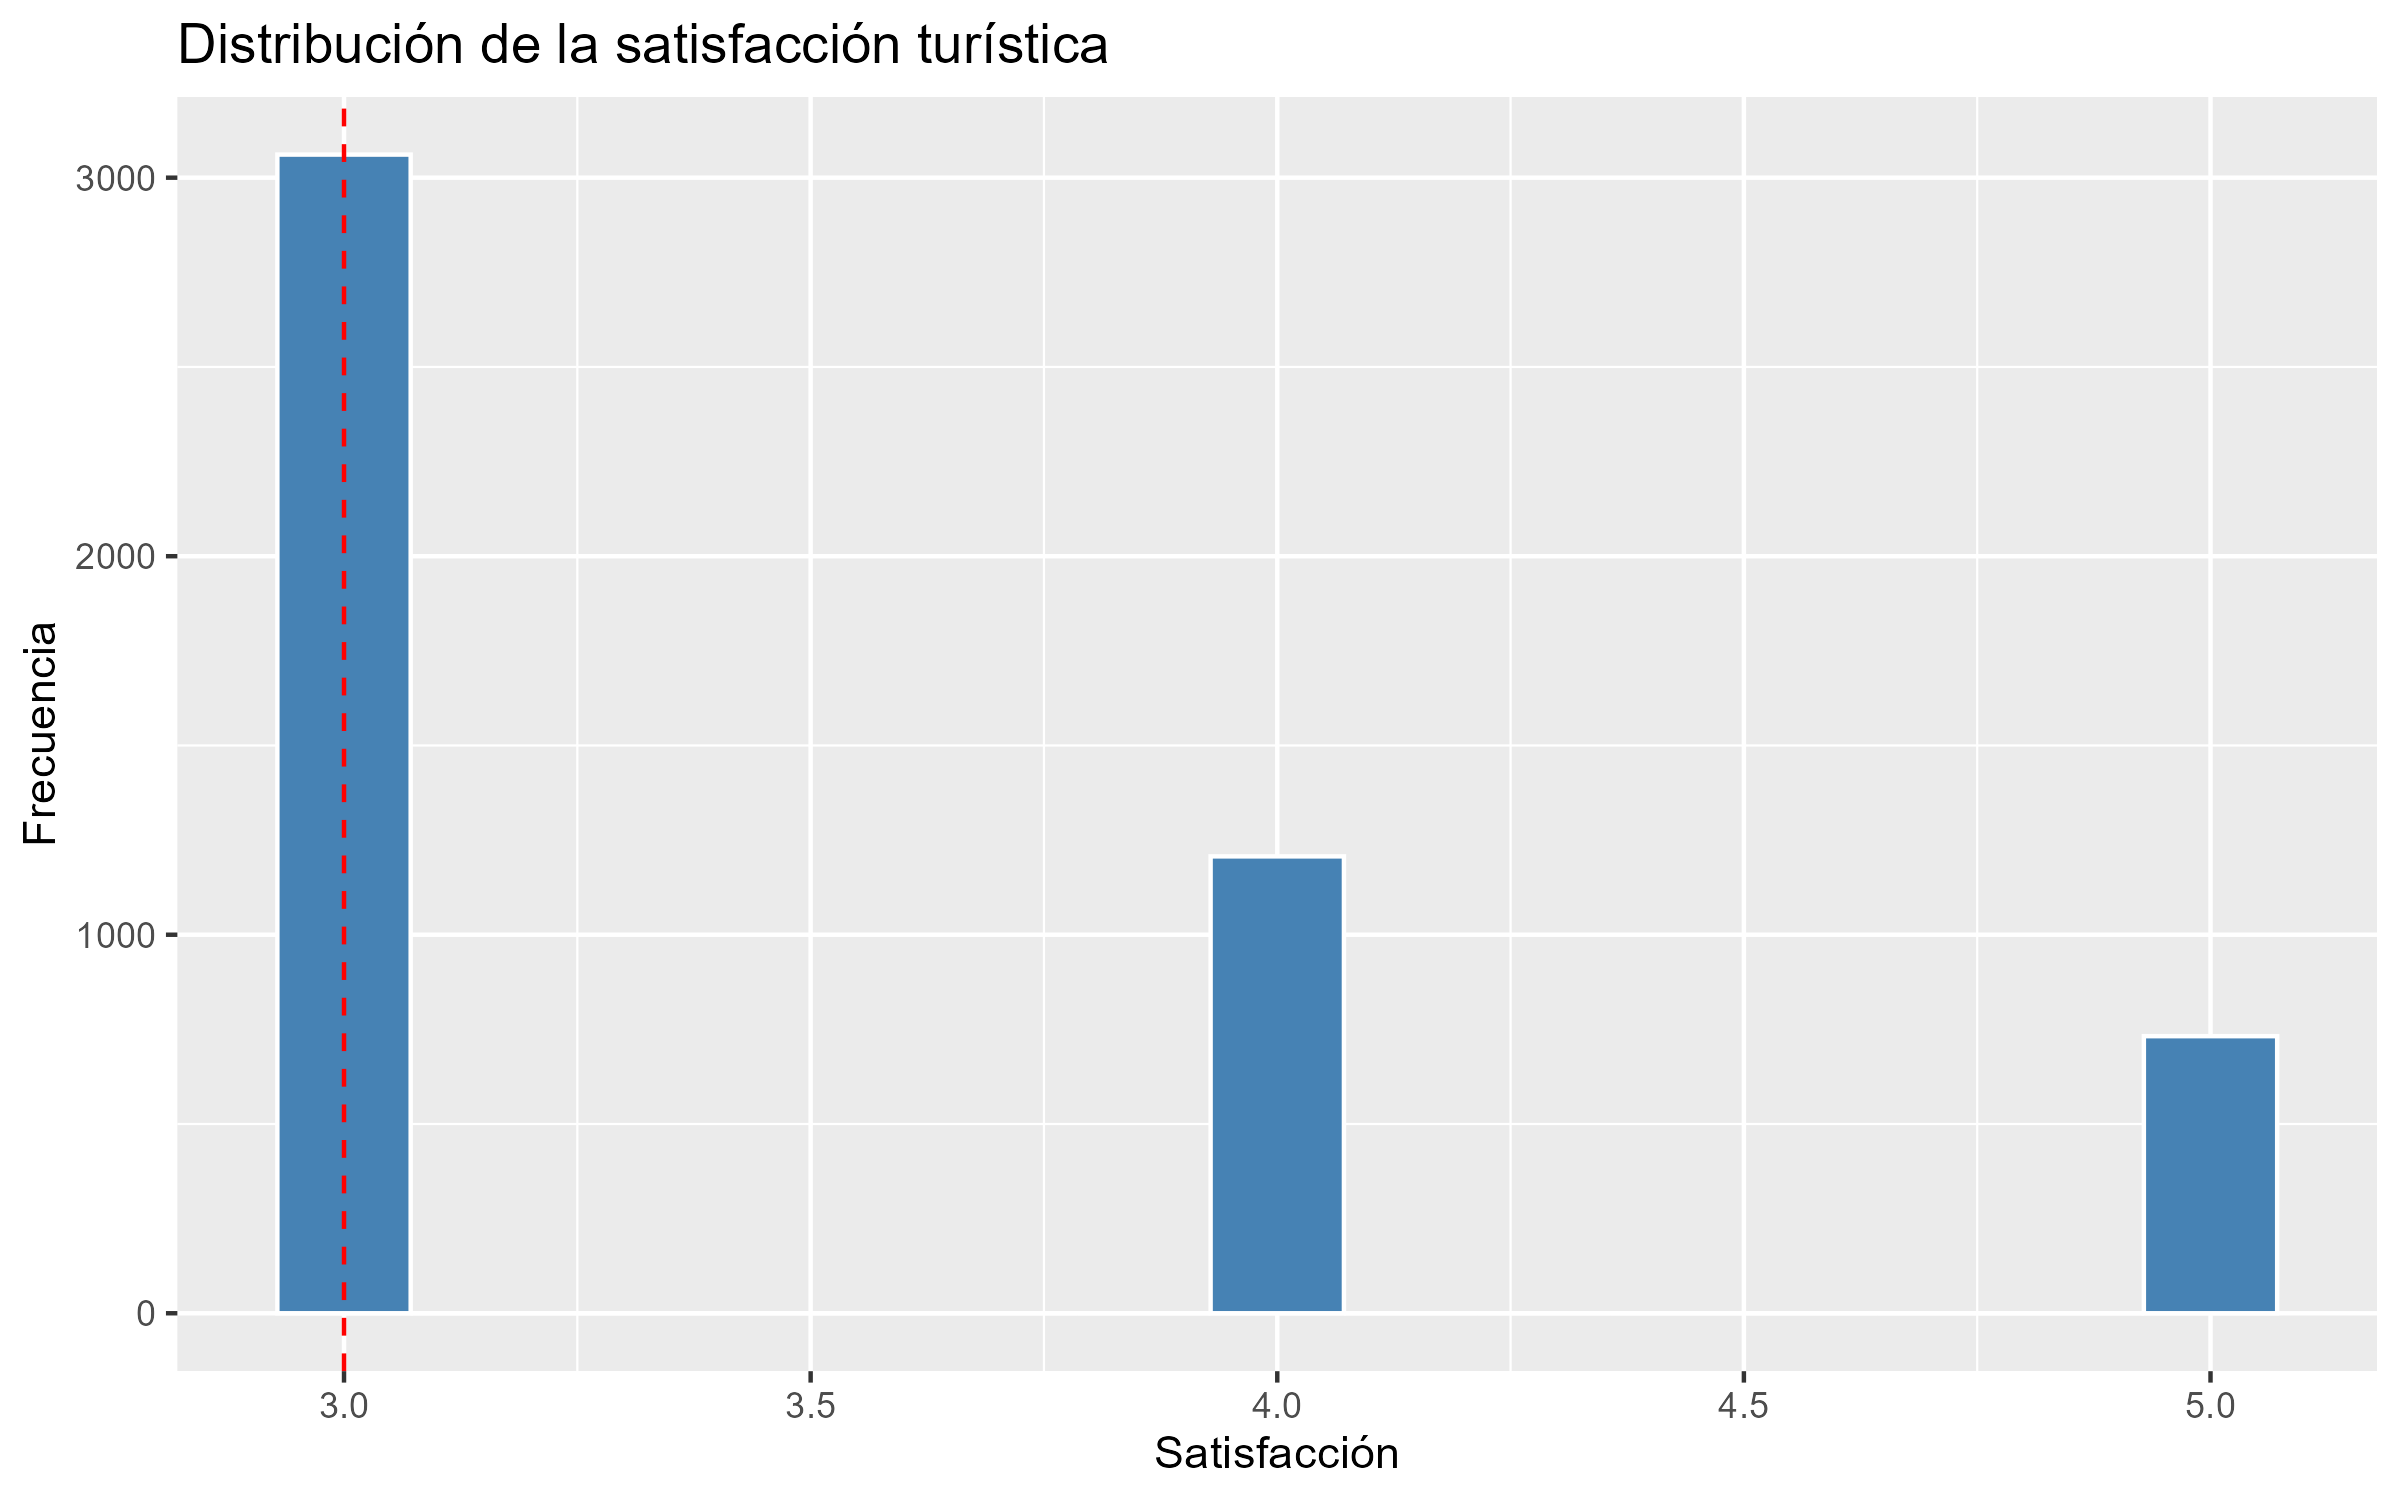 Distribución de la satisfacción turística
3000
2000
1000
0
Frecuencia
3.0 3.5 4.0 4.5 5.0
Satisfacción